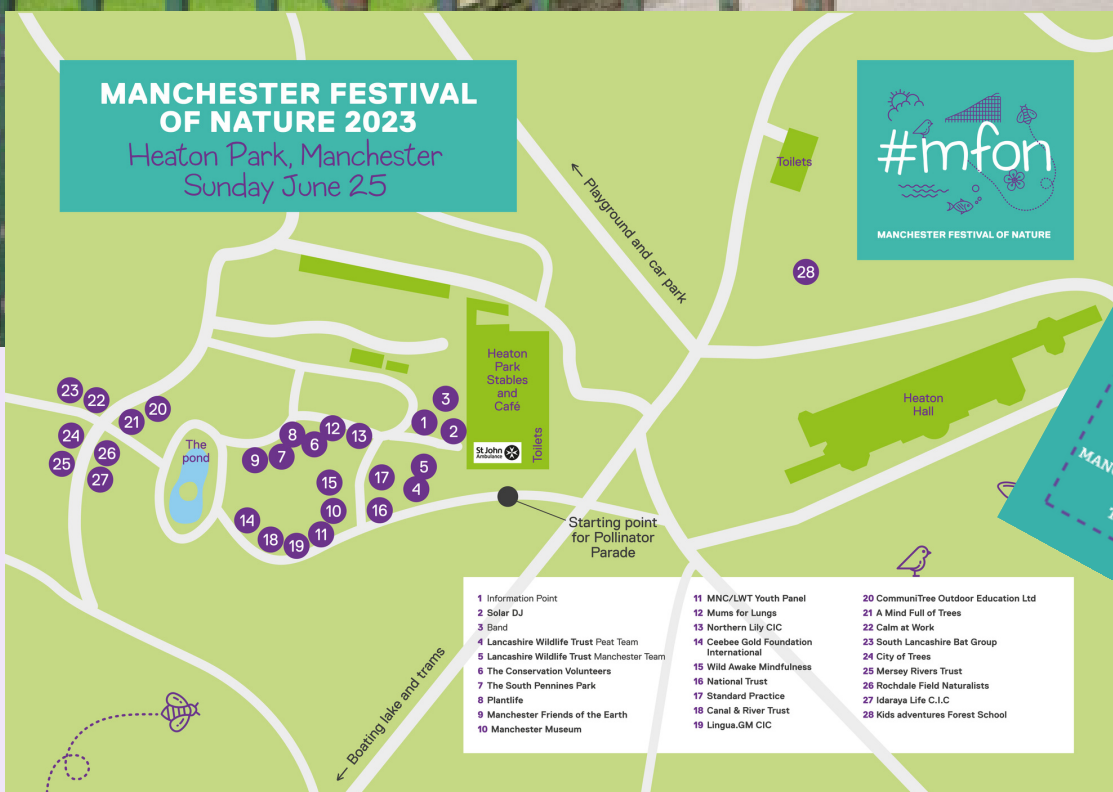 MANCHESTER FESTIVAL
OF NATURE 2023
Heaton Park, Manchester
Sunday June 25
#mfon
MANCHESTER FESTIVAL OF NATURE
Toilets
← Playground and car park
28
Heaton
Park
Stables
and
Café
Toilets
St John
Ambulance
Heaton
Hall
23
22
20
21
24
26
25
27
The
pond
3
1
2
12
8
13
6
7
9
5
4
17
15
10
16
14
11
18
19
Starting point
for Pollinator
Parade
← Boating lake and trams
1 Information Point
2 Solar DJ
3 Band
4 Lancashire Wildlife Trust Peat Team
5 Lancashire Wildlife Trust Manchester Team
6 The Conservation Volunteers
7 The South Pennines Park
8 Plantlife
9 Manchester Friends of the Earth
10 Manchester Museum
11 MNC/LWT Youth Panel
12 Mums for Lungs
13 Northern Lily CIC
14 Ceebee Gold Foundation
International
15 Wild Awake Mindfulness
16 National Trust
17 Standard Practice
18 Canal & River Trust
19 Lingua.GM CIC
20 CommuniTree Outdoor Education Ltd
21 A Mind Full of Trees
22 Calm at Work
23 South Lancashire Bat Group
24 City of Trees
25 Mersey Rivers Trust
26 Rochdale Field Naturalists
27 Idaraya Life C.I.C
28 Kids adventures Forest School